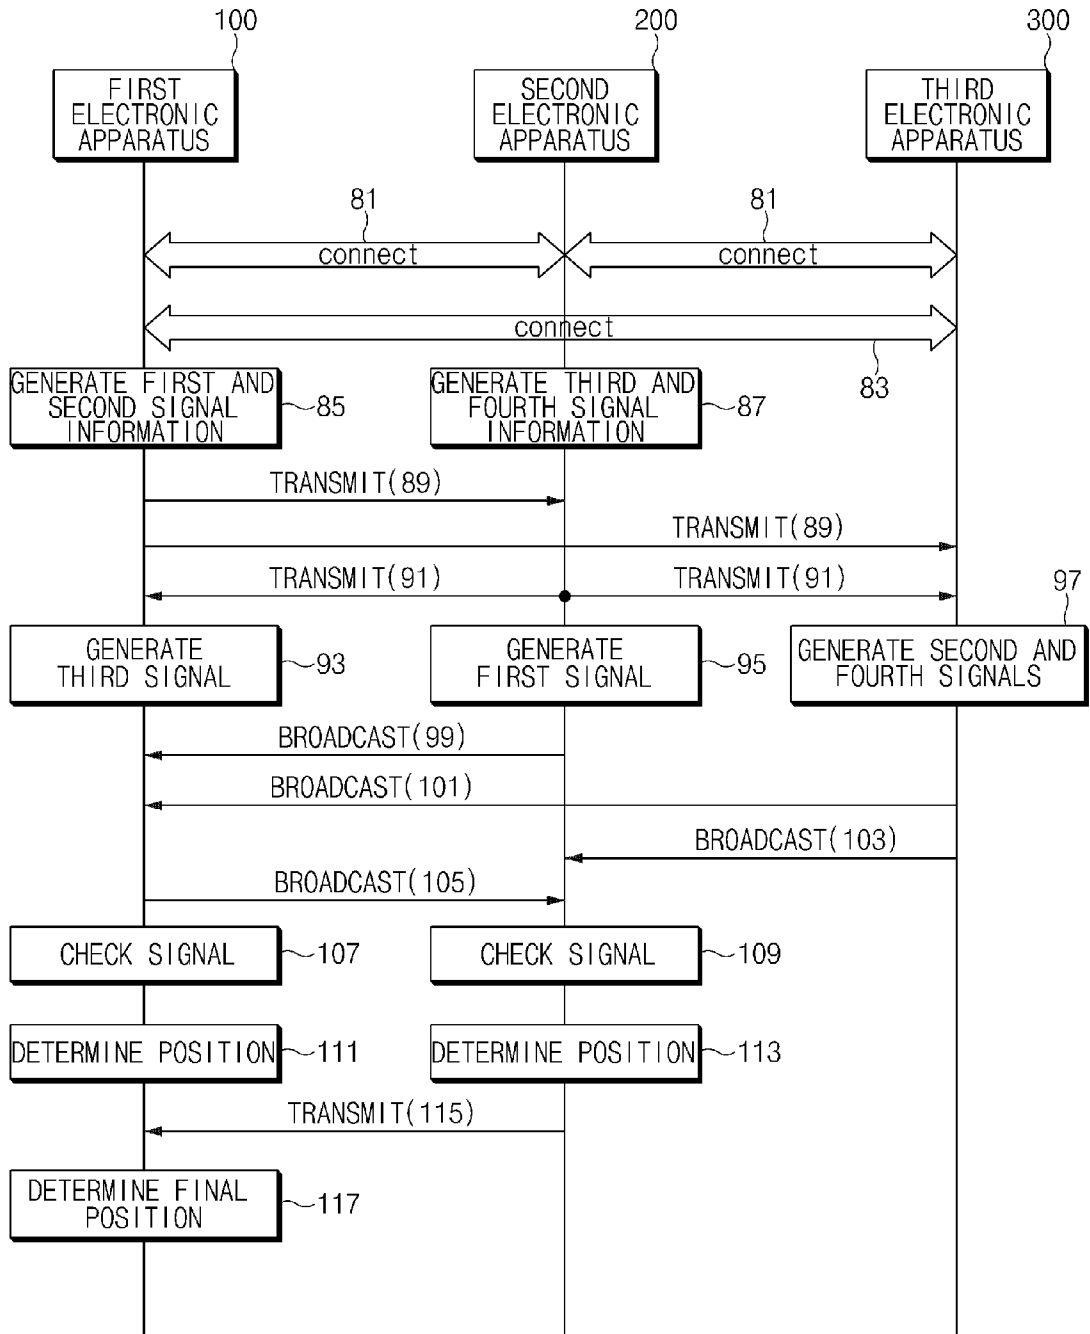 100
200
300
FIRST
ELECTRONIC
APPARATUS
SECOND
ELECTRONIC
APPARATUS
THIRD
ELECTRONIC
APPARATUS
81
81
connect
connect
connect
83
GENERATE FIRST AND
SECOND SIGNAL
INFORMATION
85
GENERATE THIRD AND
FOURTH SIGNAL
INFORMATION
87
TRANSMIT(89)
TRANSMIT(89)
TRANSMIT(91)
TRANSMIT(91)
97
GENERATE
THIRD SIGNAL
93
GENERATE
FIRST SIGNAL
95
GENERATE SECOND AND
FOURTH SIGNALS
BROADCAST(99)
BROADCAST(101)
BROADCAST(103)
BROADCAST(105)
CHECK SIGNAL
107
CHECK SIGNAL
109
DETERMINE POSITION
111
DETERMINE POSITION
113
TRANSMIT(115)
DETERMINE FINAL
POSITION
117